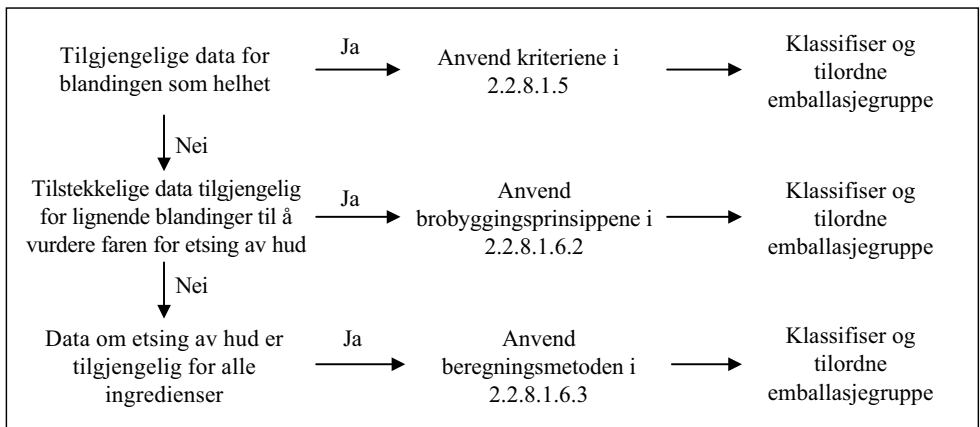 Tilgjengelige data for
blandingen som helhet
Ja
Anvend kriteriene i
2.2.8.1.5
Klassifiser og
tilordne
emballasjegruppe
Nei
Tilstekkelige data tilgjengelig
for lignende blandinger til å
vurdere faren for etsing av hud
Ja
Anvend
brobyggingsprinsippene i
2.2.8.1.6.2
Klassifiser og
tilordne
emballasjegruppe
Nei
Data om etsing av hud er
tilgjengelig for alle
ingredienser
Ja
Anvend
beregningsmetoden i
2.2.8.1.6.3
Klassifiser og
tilordne
emballasjegruppe